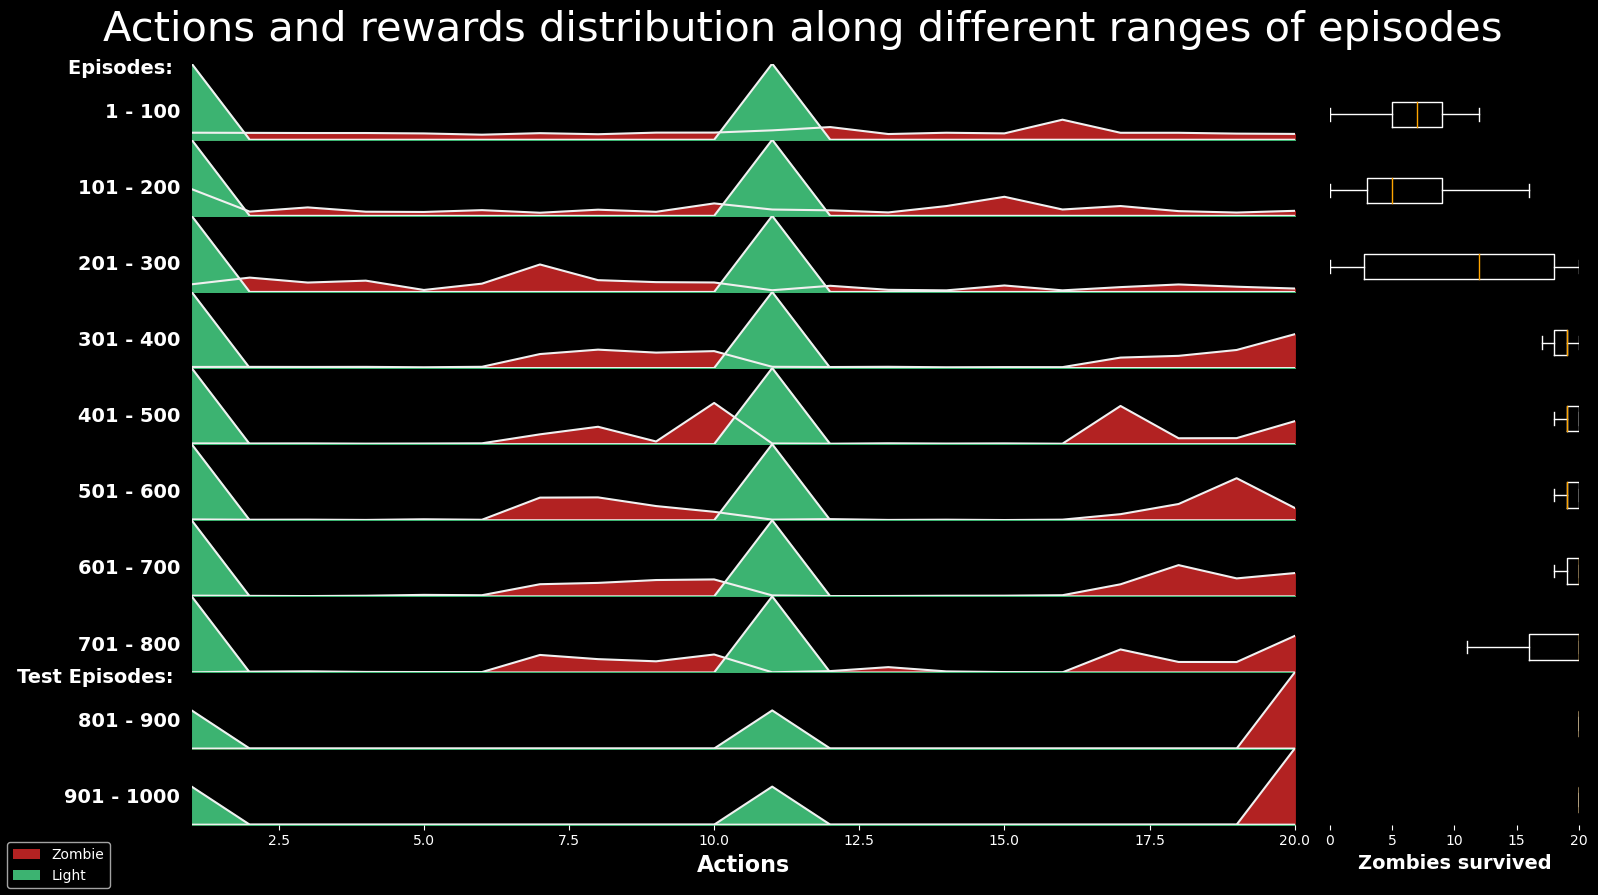 Actions and rewards distribution along different ranges of episodes
Episodes:
1 - 100
101 - 200
201 - 300
301 - 400
401 - 500
501 - 600
601 - 700
701 - 800
Test Episodes:
801 - 900
901 - 1000
2.5 5.0 7.5 10.0 12.5 15.0 17.5 20.0
0 5 10 15 20
Actions
Zombies survived
Zombie
Light